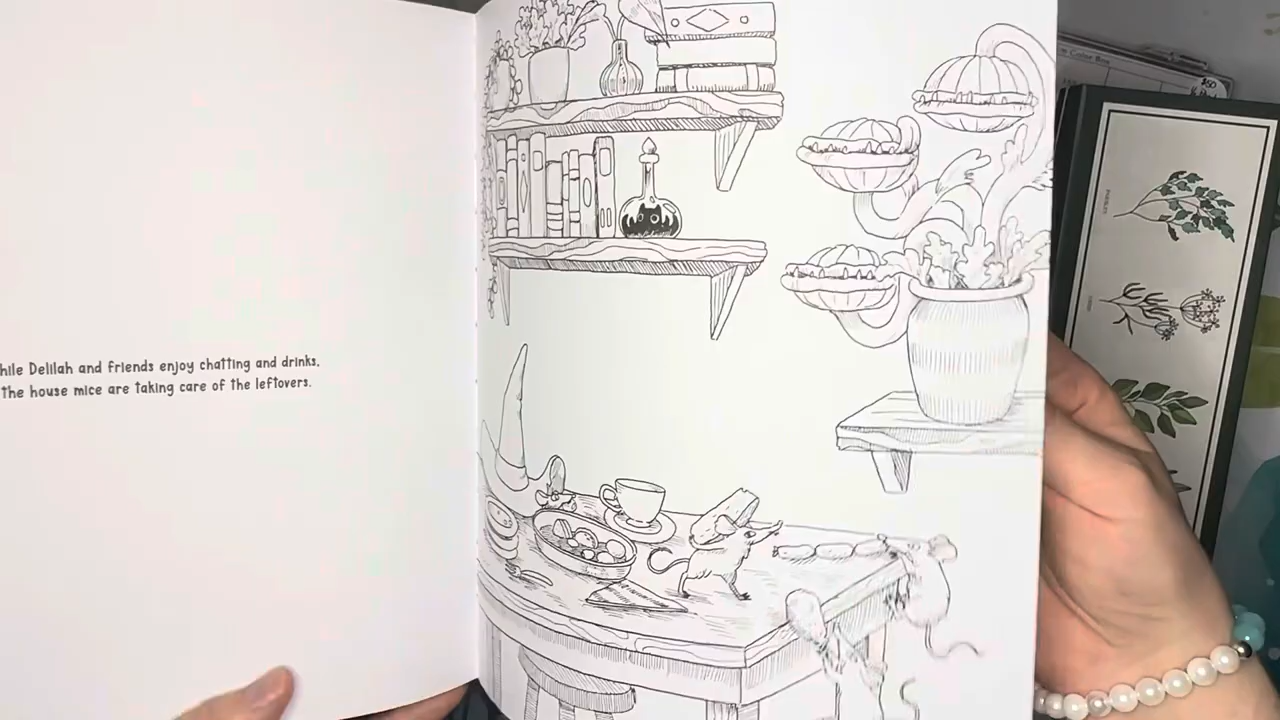 hile Delilah and friends enjoy chatting and drinks,
the house mice are taking care of the leftovers.